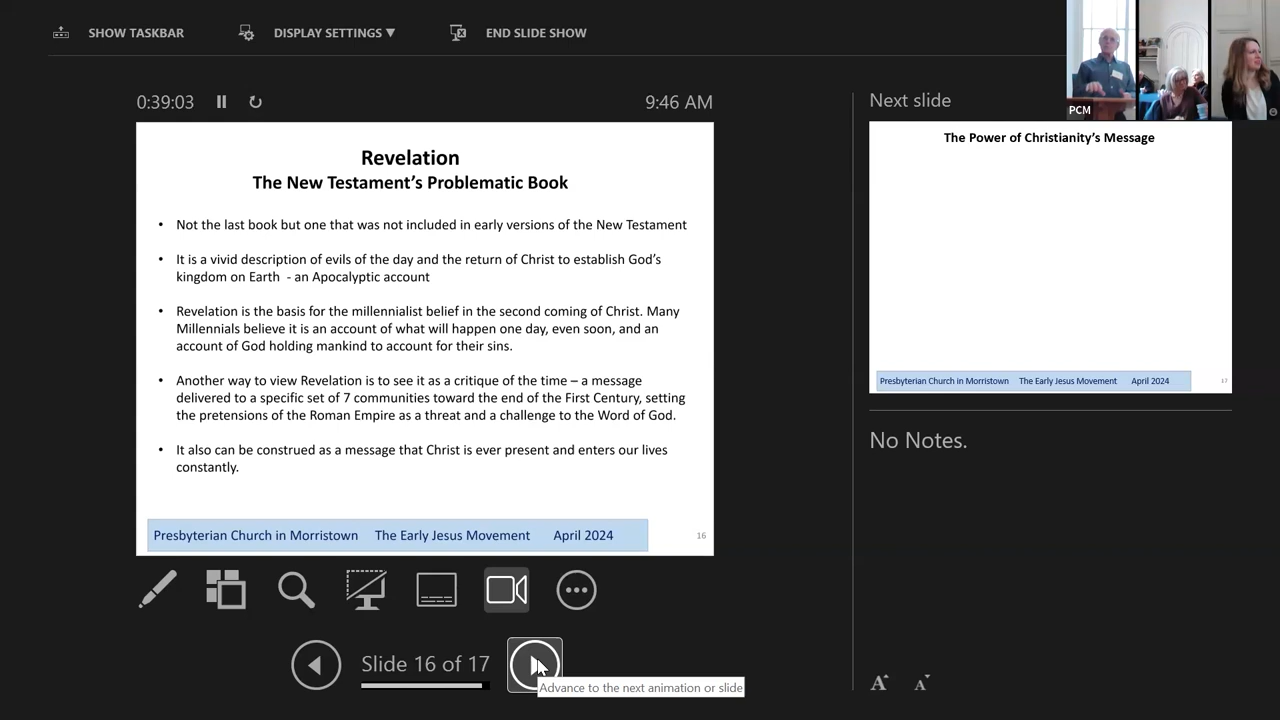 SHOW TASKBAR
DISPLAY SETTINGS ▼
END SLIDE SHOW
PCM
0:39:03
9:46 AM
Revelation
The New Testament's Problematic Book
• Not the last book but one that was not included in early versions of the New Testament
• It is a vivid description of evils of the day and the return of Christ to establish God's
kingdom on Earth - an Apocalyptic account
• Revelation is the basis for the millennialist belief in the second coming of Christ. Many
Millennials believe it is an account of what will happen one day, even soon, and an
account of God holding mankind to account for their sins.
• Another way to view Revelation is to see it as a critique of the time – a message
delivered to a specific set of 7 communities toward the end of the First Century, setting
the pretensions of the Roman Empire as a threat and a challenge to the Word of God.
• It also can be construed as a message that Christ is ever present and enters our lives
constantly.
Presbyterian Church in Morristown The Early Jesus Movement April 2024
16
Slide 16 of 17
Advance to the next animation or slide
Next slide
The Power of Christianity's Message
Presbyterian Church in Morristown The Early Jesus Movement April 2024
17
No Notes.
A A